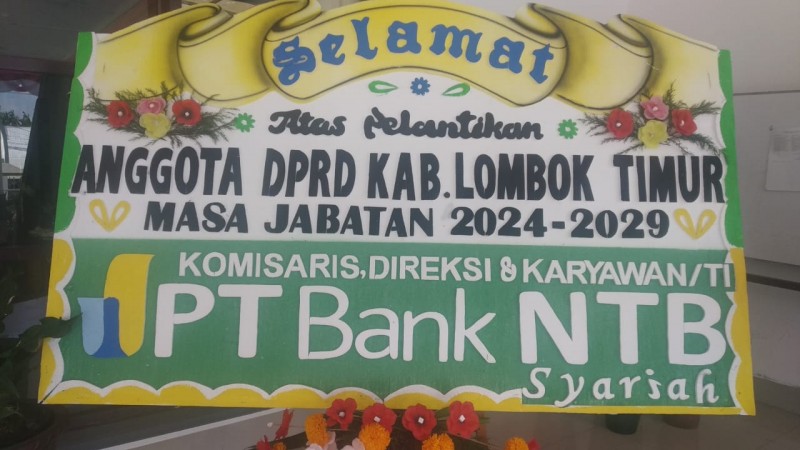 Selamat
Atas Pelantikan
ANGGOTA DPRD KAB. LOMBOK TIMUR
MASA JABATAN 2024-2029
KOMISARIS, DIREKSI & KARYAWAN/TI
PT Bank NTB
Syariah